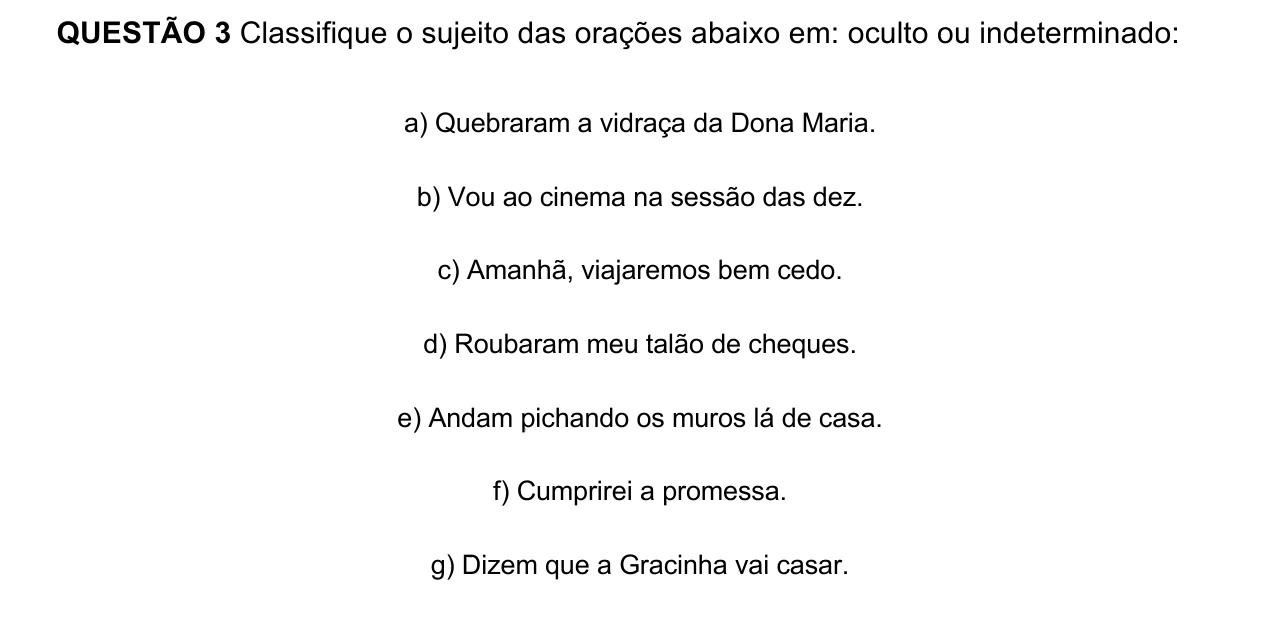 QUESTÃO 3 Classifique o sujeito das orações abaixo em: oculto ou indeterminado:
a) Quebraram a vidraça da Dona Maria.
b) Vou ao cinema na sessão das dez.
c) Amanhã, viajaremos bem cedo.
d) Roubaram meu talão de cheques.
e) Andam pichando os muros lá de casa.
f) Cumprirei a promessa.
g) Dizem que a Gracinha vai casar.